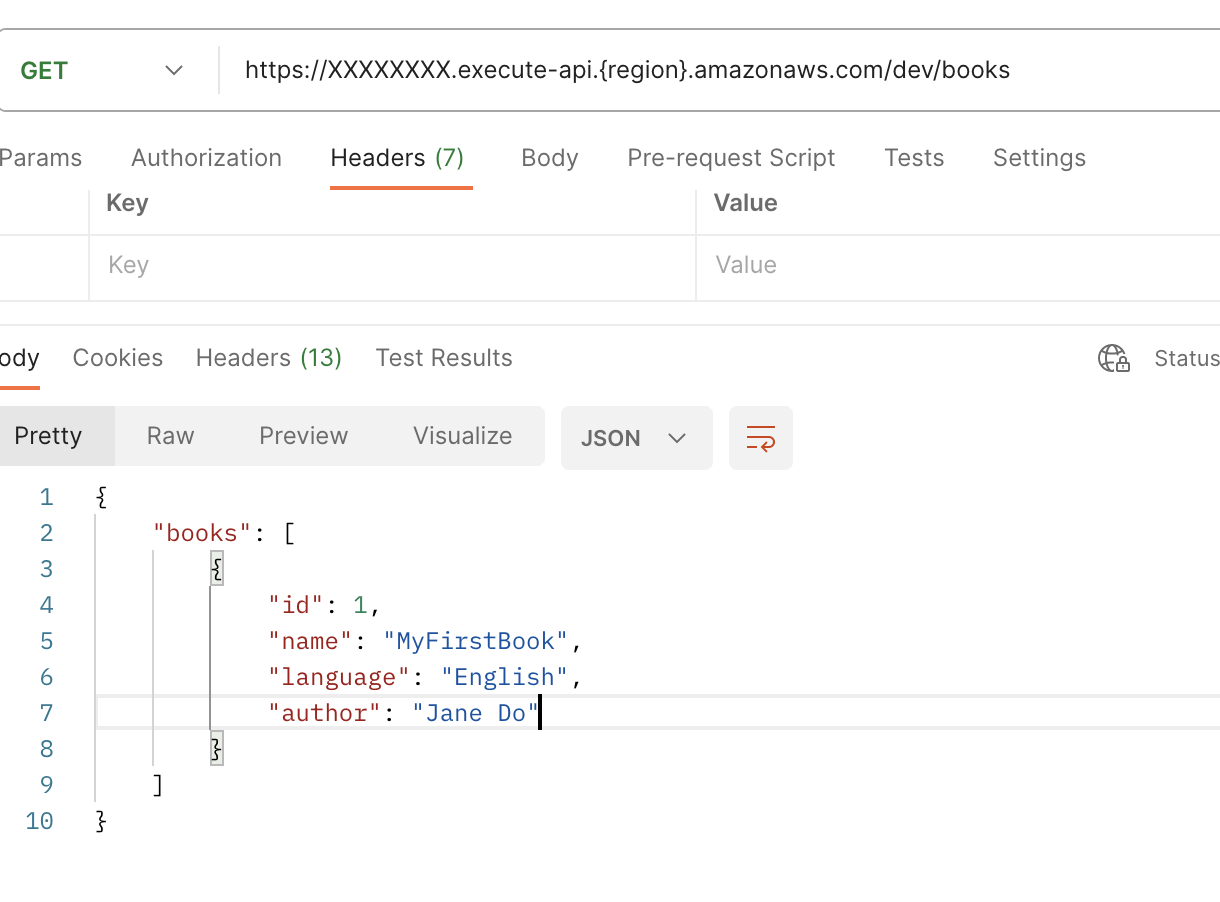 GET https://XXXXXXXX.execute-api.{region}.amazonaws.com/dev/books
Params Authorization Headers (7) Body Pre-request Script Tests Settings
Key Value
Key Value
ody Cookies Headers (13) Test Results Status
Pretty Raw Preview Visualize JSON
1 {
2 "books": [
3 {
4 "id": 1,
5 "name": "MyFirstBook",
6 "language": "English",
7 "author": "Jane Do"
8 }
9 ]
10 }